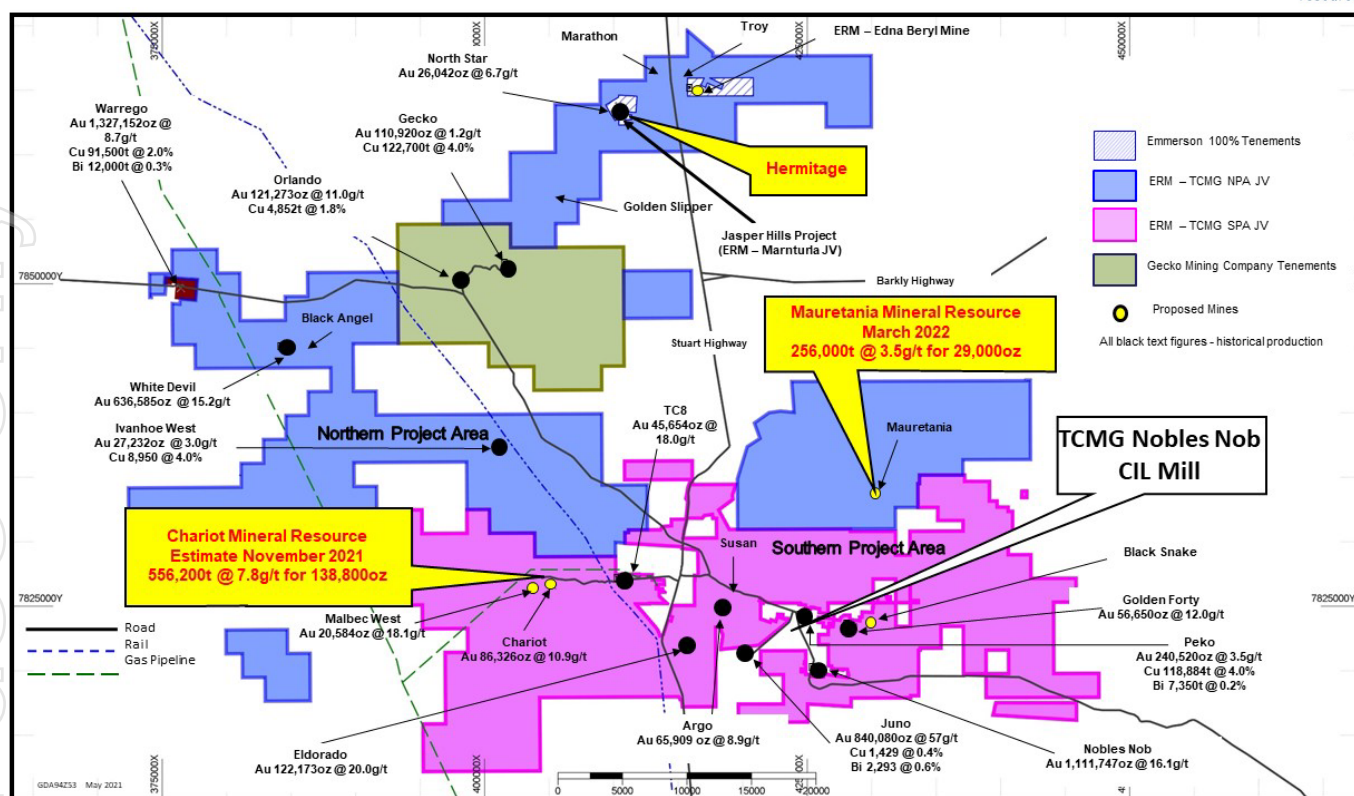 Marathon
Troy
ERM – Edna Beryl Mine
North Star
Au 26,042oz @ 6.7g/t
Warrego
Au 1,327,152oz @
8.7g/t
Cu 91,500t @ 2.0%
Bi 12,000t @ 0.3%
Gecko
Au 110,920oz @ 1.2g/t
Cu 122,700t @ 4.0%
Orlando
Au 121,273oz @ 11.0g/t
Cu 4,852t @ 1.8%
Hermitage
Golden Slipper
Jasper Hills Project
(ERM – Marnturla JV)
Emmerson 100% Tenements
ERM – TCMG NPA JV
ERM – TCMG SPA JV
Gecko Mining Company Tenements
Proposed Mines
All black text figures - historical production
450000X
7850000Y
7850000Y
Barkly Highway
Stuart Highway
Black Angel
Mauretania Mineral Resource
March 2022
256,000t @ 3.5g/t for 29,000oz
White Devil
Au 636,585oz @ 15.2g/t
Ivanhoe West
Au 27,232oz @ 3.0g/t
Cu 8,950 @ 4.0%
Northern Project Area
TC8
Au 45,654oz @
18.0g/t
Mauretania
TCMG Nobles Nob
CIL Mill
Chariot Mineral Resource
Estimate November 2021
556,200t @ 7.8g/t for 138,800oz
Susan
Southern Project Area
Black Snake
7825000Y
7825000Y
Malbec West
Au 20,584oz @ 18.1g/t
Chariot
Au 86,326oz @ 10.9g/t
Golden Forty
Au 56,650oz @ 12.0g/t
Peko
Au 240,520oz @ 3.5g/t
Cu 118,884t @ 4.0%
Bi 7,350t @ 0.2%
Road
Rail
Gas Pipeline
Eldorado
Au 122,173oz @ 20.0g/t
Argo
Au 65,909 oz @ 8.9g/t
Juno
Au 840,080oz @ 57g/t
Cu 1,429 @ 0.4%
Bi 2,293 @ 0.6%
Nobles Nob
Au 1,111,747oz @ 16.1g/t
375000X
400000X
GDA94Z53 May 2021
0 5000 10000 20000